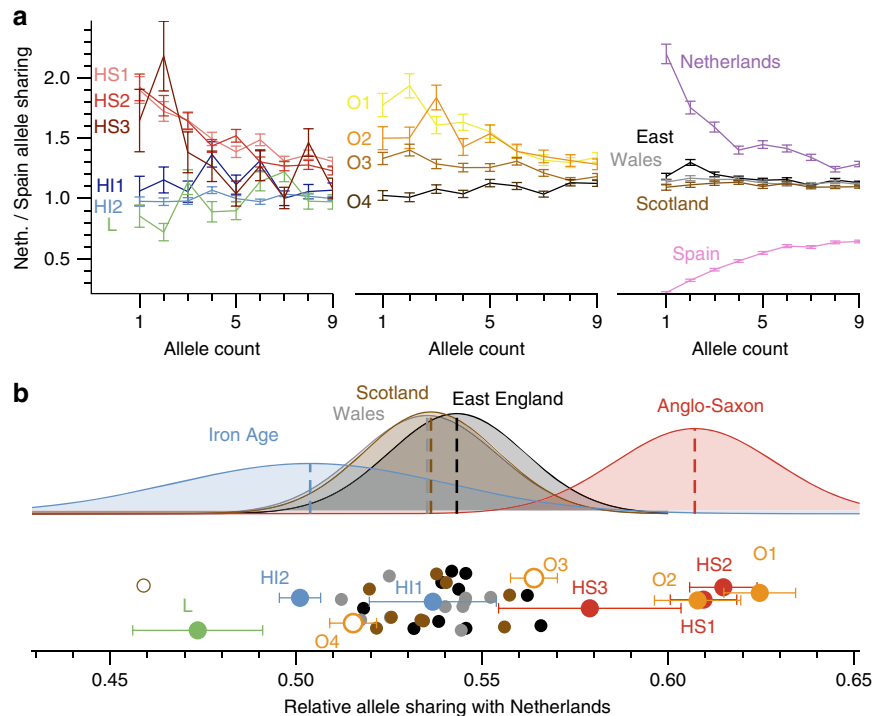 a
Neth. / Spain allele sharing
2.0
1.5
1.0
0.5
HS1
HS2
HS3
HI1
HI2
L
1 5 9
Allele count
O1
O2
O3
O4
1 5 9
Allele count
Netherlands
East
Wales
Scotland
Spain
1 5 9
Allele count
b
Iron Age
Scotland
Wales
East England
Anglo-Saxon
L
HI2
HI1
O4
O3
HS3
O2
HS2
HS1
O1
0.45 0.50 0.55 0.60 0.65
Relative allele sharing with Netherlands